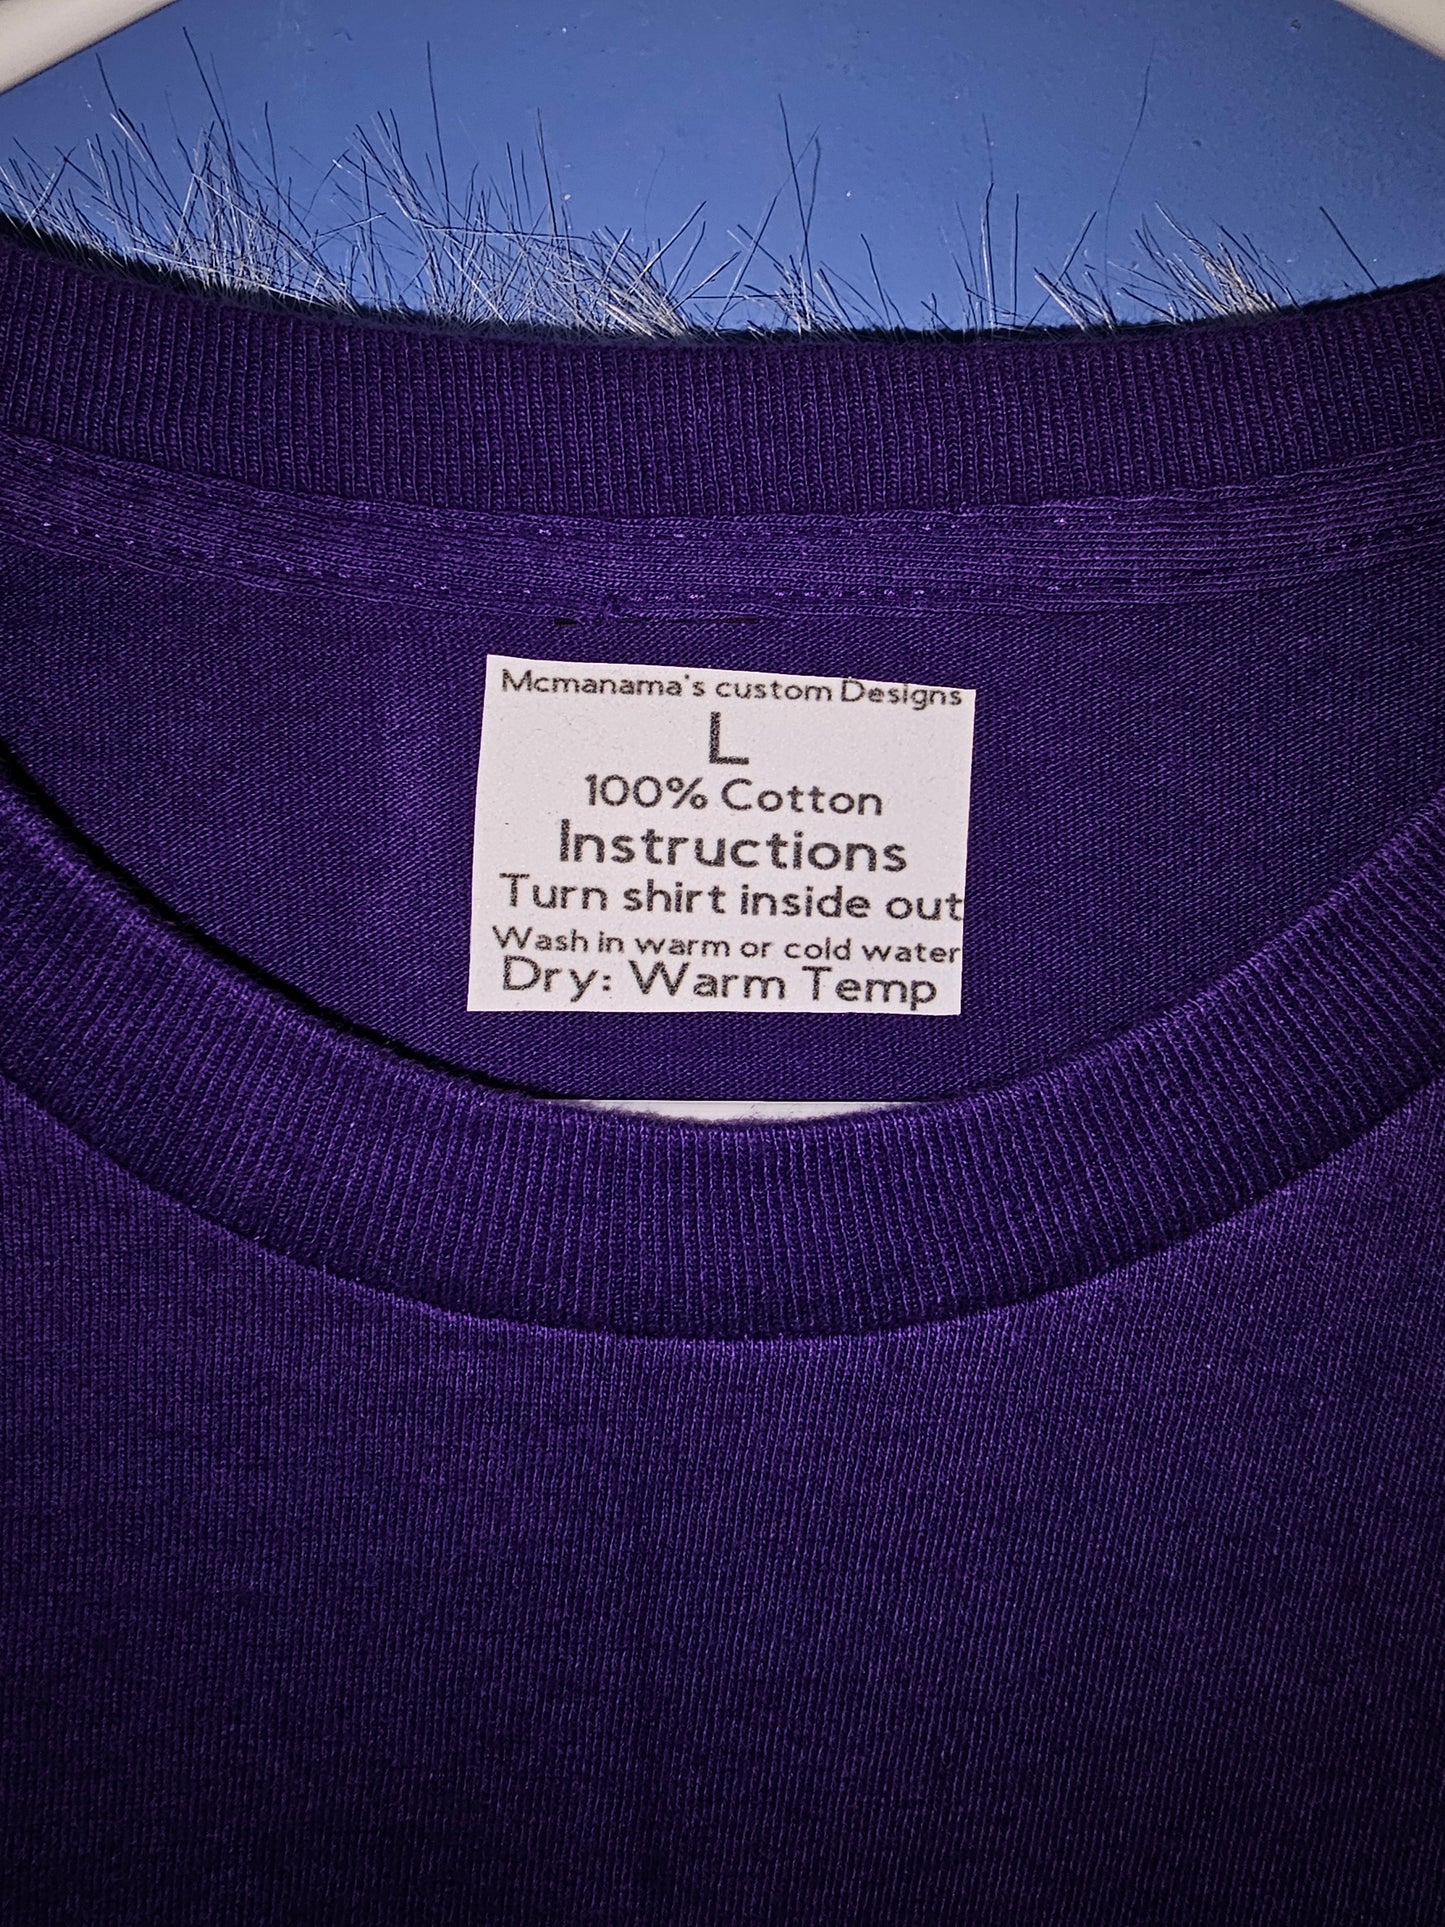 Mcmanama's custom Designs
L
100% Cotton
Instructions
Turn shirt inside out
Wash in warm or cold water
Dry: Warm Temp